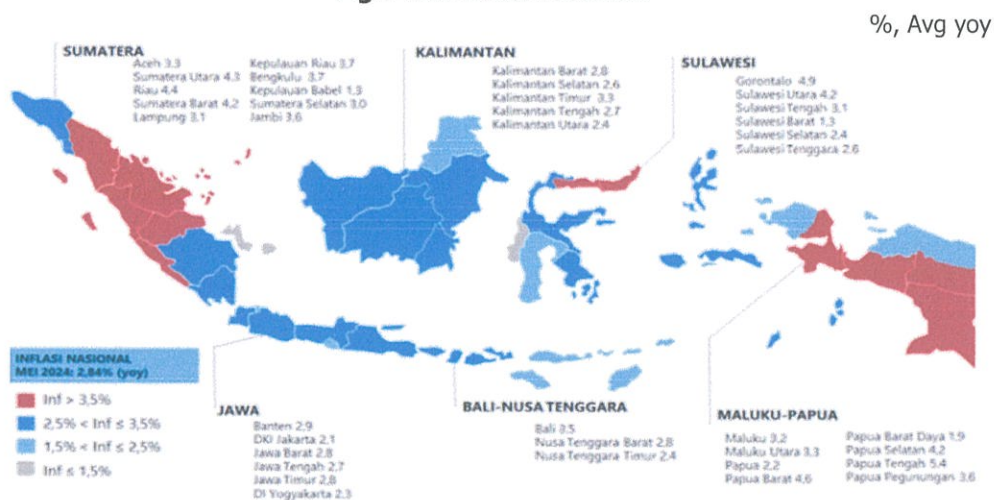 %, Avg yoy
SUMATERA
Aceh 3.3
Sumatera Utara 4.3
Riau 4.4
Sumatera Barat 4.2
Lampung 3.1
Kepulauan Riau 3.7
Bengkulu 3.7
Kepulauan Babel 1.3
Sumatera Selatan 3.0
Jambi 3.6
KALIMANTAN
Kalimantan Barat 2.8
Kalimantan Selatan 2.6
Kalimantan Timur 3.3
Kalimantan Tengah 2.7
Kalimantan Utara 2.4
SULAWESI
Gorontalo 4.9
Sulawesi Utara 4.2
Sulawesi Tengah 3.1
Sulawesi Barat 1.3
Sulawesi Selatan 2.4
Sulawesi Tenggara 2.6
INFLASI NASIONAL
MEI 2024: 2,84% (yoy)
Inf > 3,5%
2,5% < Inf ≤ 3,5%
1,5% < Inf ≤ 2,5%
Inf ≤ 1,5%
JAWA
Banten 2.9
DKI Jakarta 2.1
Jawa Barat 2.8
Jawa Tengah 2.7
Jawa Timur 2.8
DI Yogyakarta 2.3
BALI-NUSA TENGGARA
Bali 3.5
Nusa Tenggara Barat 2.8
Nusa Tenggara Timur 2.4
MALUKU-PAPUA
Maluku 3.2
Maluku Utara 3.3
Papua 2.2
Papua Barat 4.6
Papua Barat Daya 1.9
Papua Selatan 4.2
Papua Tengah 5.4
Papua Pegunungan 3.6